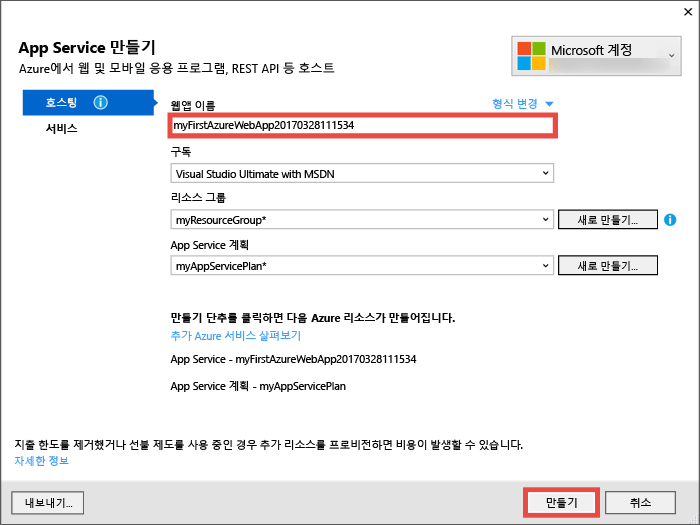 App Service 만들기
Azure에서 웹 및 모바일 응용 프로그램, REST API 등 호스트
Microsoft 계정
호스팅
서비스
웹앱 이름
형식 변경
myFirstAzureWebApp20170328111534
구독
Visual Studio Ultimate with MSDN
리소스 그룹
myResourceGroup*
새로 만들기...
App Service 계획
myAppServicePlan*
새로 만들기...
만들기 단추를 클릭하면 다음 Azure 리소스가 만들어집니다.
추가 Azure 서비스 살펴보기
App Service - myFirstAzureWebApp20170328111534
App Service 계획 - myAppServicePlan
지출 한도를 제거했거나 선불 제도를 사용 중인 경우 추가 리소스를 프로비전하면 비용이 발생할 수 있습니다.
자세한 정보
내보내기...
만들기
취소